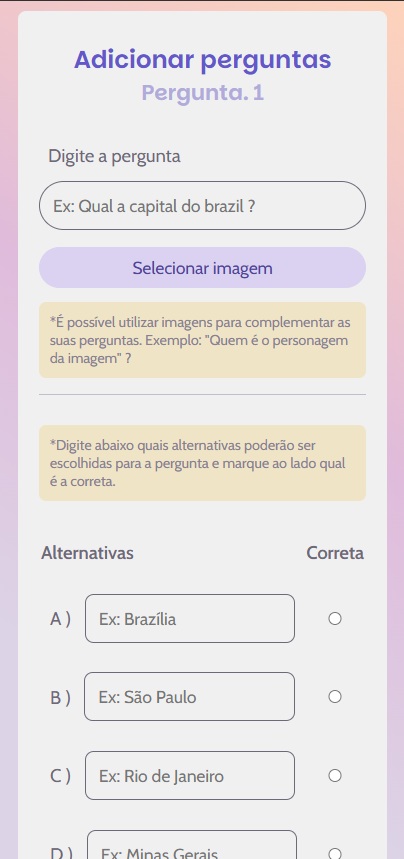 Adicionar perguntas
Pergunta. 1
Digite a pergunta
Ex: Qual a capital do brazil ?
Selecionar imagem
*É possível utilizar imagens para complementar as
suas perguntas. Exemplo: "Quem é o personagem
da imagem" ?
*Digite abaixo quais alternativas poderão ser
escolhidas para a pergunta e marque ao lado qual
é a correta.
Alternativas Correta
A ) Ex: Brazília
B ) Ex: São Paulo
C ) Ex: Rio de Janeiro
D ) Ex: Minas Gerais